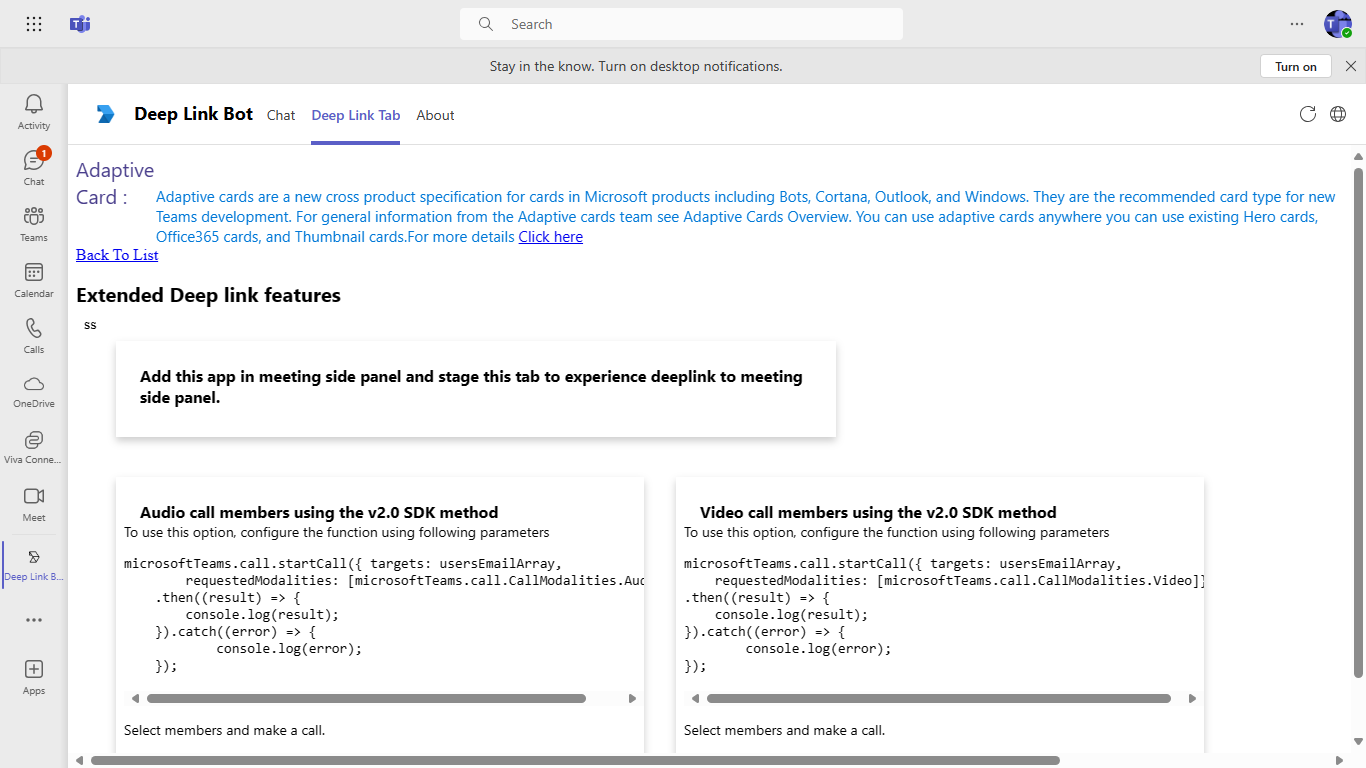 Search
Stay in the know. Turn on desktop notifications.
Turn on
Activity
1
Chat
Teams
Calendar
Calls
OneDrive
Viva Conne...
Meet
Deep Link B...
Apps
Deep Link Bot
Chat
Deep Link Tab
About
Adaptive
Card :
Adaptive cards are a new cross product specification for cards in Microsoft products including Bots, Cortana, Outlook, and Windows. They are the recommended card type for new
Teams development. For general information from the Adaptive cards team see Adaptive Cards Overview. You can use adaptive cards anywhere you can use existing Hero cards,
Office365 cards, and Thumbnail cards.For more details Click here
Back To List
Extended Deep link features
ss
Add this app in meeting side panel and stage this tab to experience deeplink to meeting
side panel.
Audio call members using the v2.0 SDK method
To use this option, configure the function using following parameters
microsoftTeams.call.startCall({ targets: usersEmailArray,
requestedModalities: [microsoftTeams.call.CallModalities.Aud
.then((result) => {
console.log(result);
}).catch((error) => {
console.log(error);
});
Select members and make a call.
Video call members using the v2.0 SDK method
To use this option, configure the function using following parameters
microsoftTeams.call.startCall({ targets: usersEmailArray,
requestedModalities: [microsoftTeams.call.CallModalities.Video]}
.then((result) => {
console.log(result);
}).catch((error) => {
console.log(error);
});
Select members and make a call.